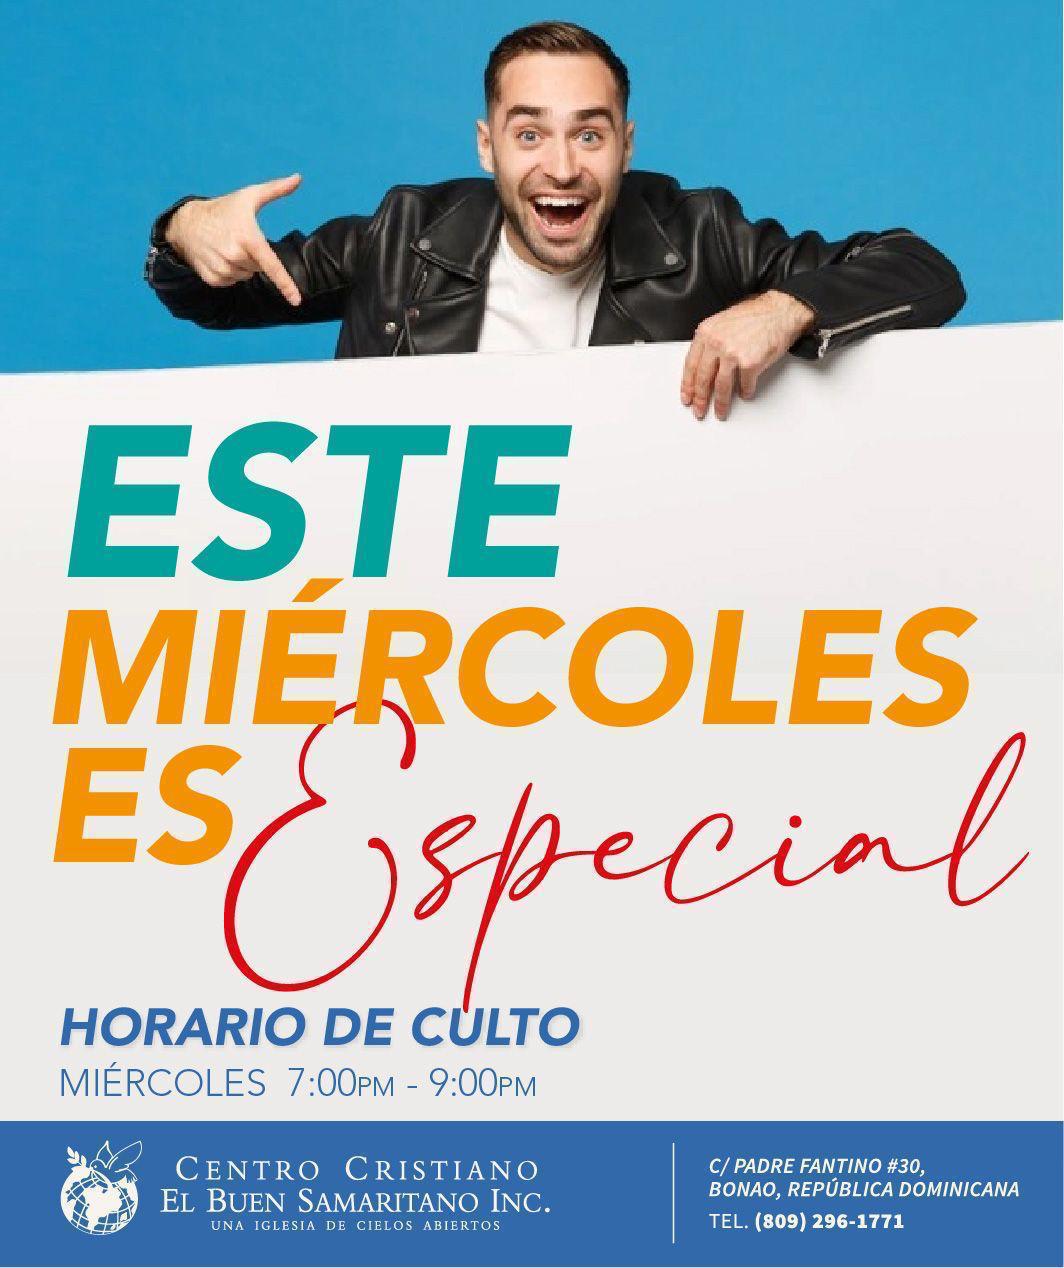 ESTE
MIÉRCOLES
ES Especial
HORARIO DE CULTO
MIÉRCOLES 7:00PM - 9:00PM
CENTRO CRISTIANO
EL BUEN SAMARITANO INC.
UNA IGLESIA DE CIELOS ABIERTOS
C/ PADRE FANTINO #30,
BONAO, REPÚBLICA DOMINICANA
TEL. (809) 296-1771